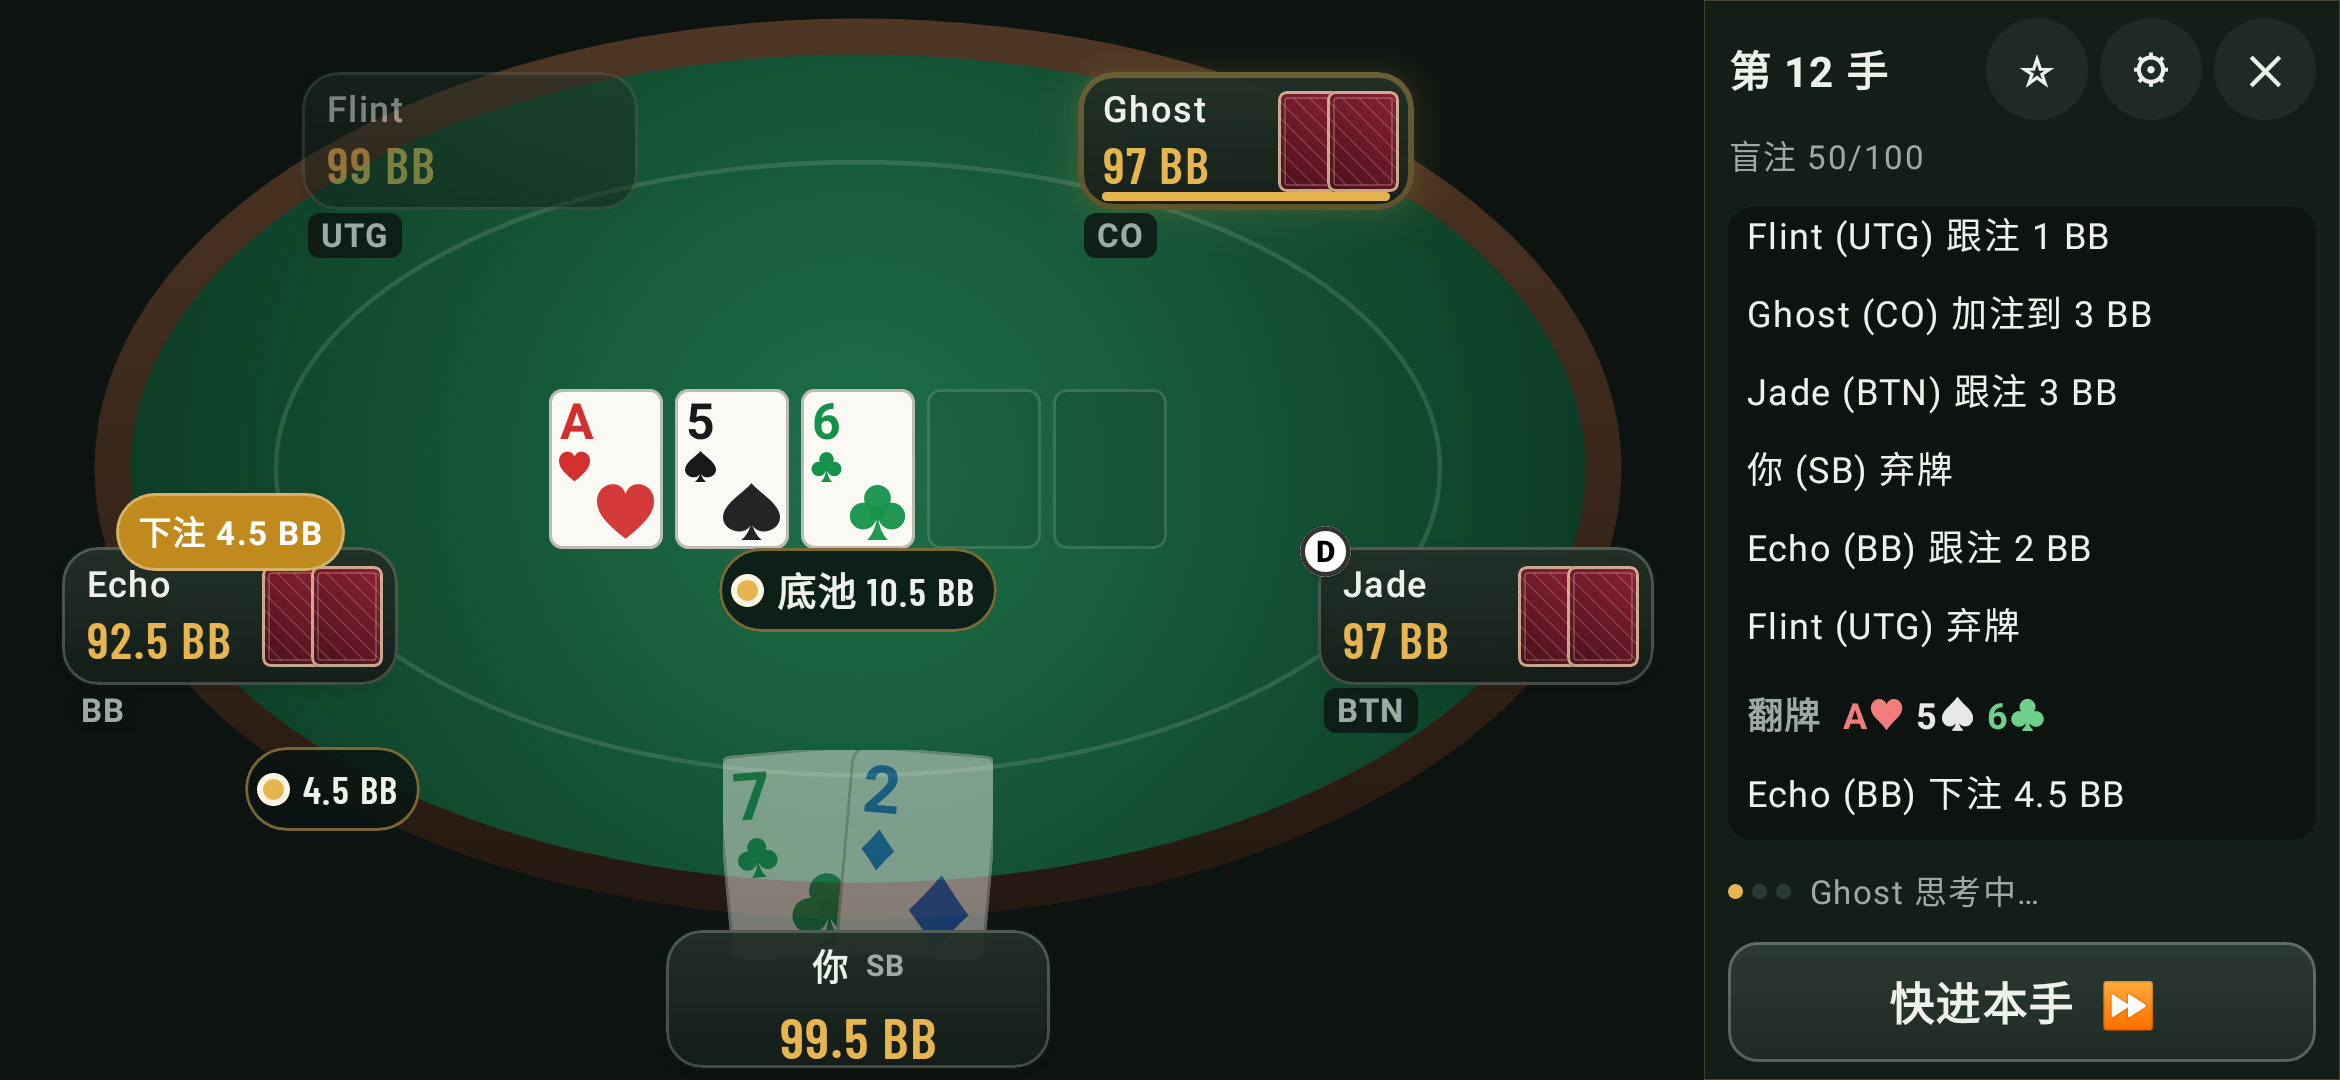 Flint
99 BB
UTG
Ghost
97 BB
CO
A
5
6
下注 4.5 BB
Echo
92.5 BB
BB
底池 10.5 BB
D
Jade
97 BB
BTN
4.5 BB
7
2
你 SB
99.5 BB
第 12 手
盲注 50/100
Flint (UTG) 跟注 1 BB
Ghost (CO) 加注到 3 BB
Jade (BTN) 跟注 3 BB
你 (SB) 弃牌
Echo (BB) 跟注 2 BB
Flint (UTG) 弃牌
翻牌 A♥ 5♠ 6♣
Echo (BB) 下注 4.5 BB
Ghost 思考中…
快进本手 ⏩